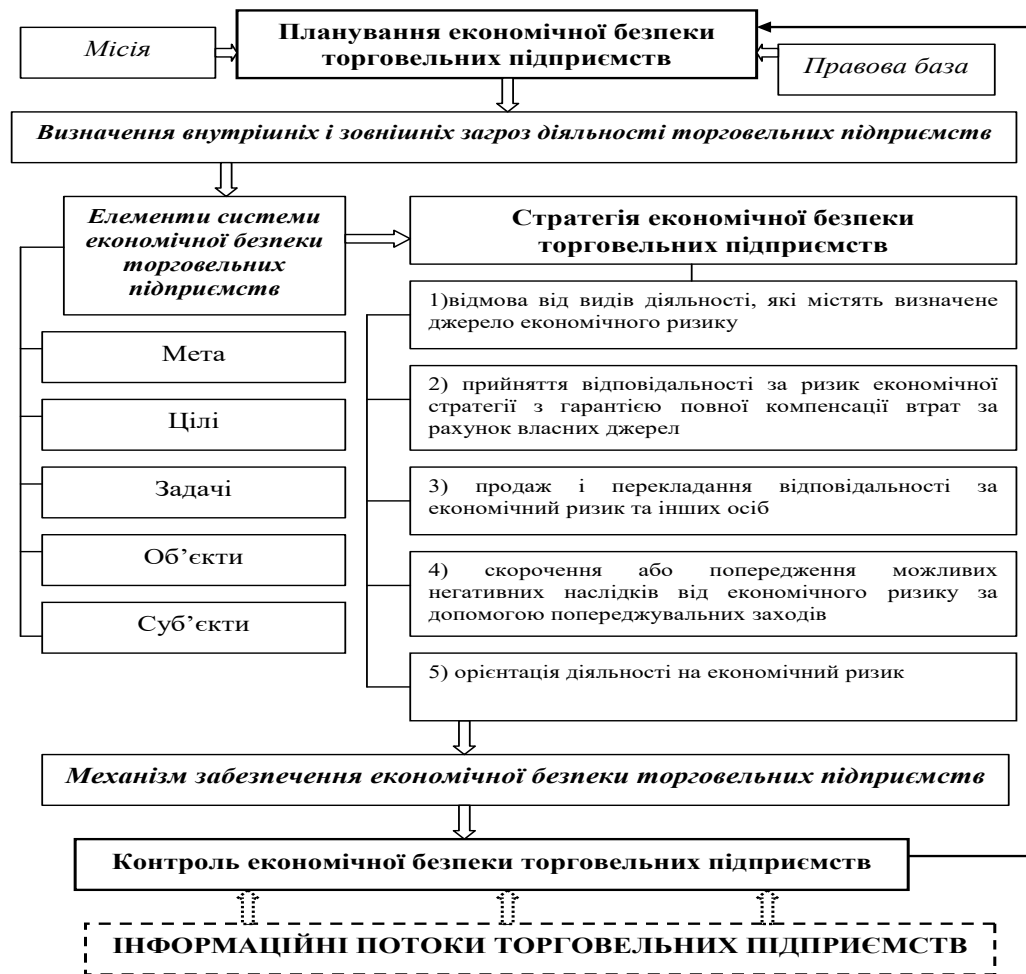 Місія
Планування економічної безпеки
торговельних підприємств
Правова база
Визначення внутрішніх і зовнішніх загроз діяльності торговельних підприємств
Елементи системи
економічної безпеки
торговельних
підприємств
Мета
Цілі
Задачі
Об’єкти
Суб’єкти
Стратегія економічної безпеки
торговельних підприємств
1)відмова від видів діяльності, які містять визначене
джерело економічного ризику
2) прийняття відповідальності за ризик економічної
стратегії з гарантією повної компенсації втрат за
рахунок власних джерел
3) продаж і перекладання відповідальності за
економічний ризик та інших осіб
4) скорочення або попередження можливих
негативних наслідків від економічного ризику за
допомогою попереджувальних заходів
5) орієнтація діяльності на економічний ризик
Механізм забезпечення економічної безпеки торговельних підприємств
Контроль економічної безпеки торговельних підприємств
ІНФОРМАЦІЙНІ ПОТОКИ ТОРГОВЕЛЬНИХ ПІДПРИЄМСТВ